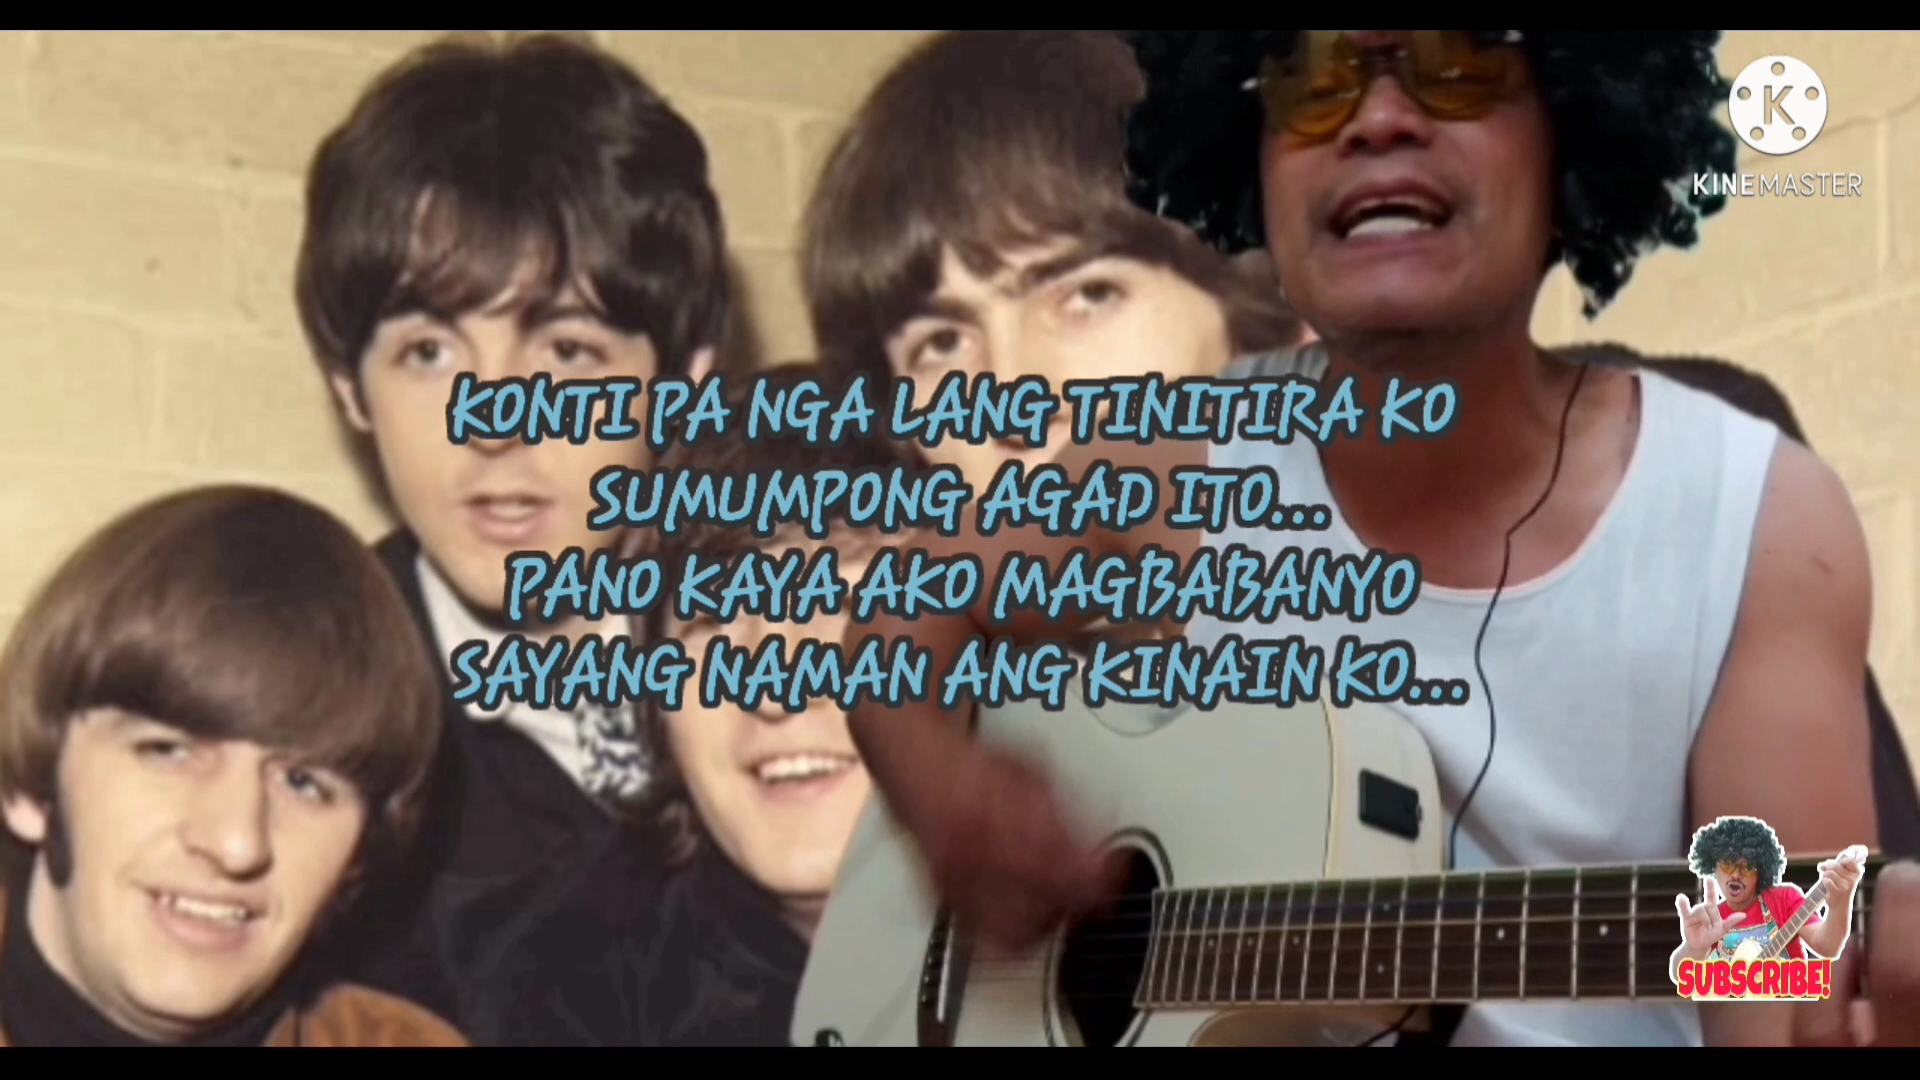 K
KINEMASTER
KONTI PA NGA LANG TINITIRA KO
SUMUMPONG AGAD ITO...
PANO KAYA AKO MAGBABANYO
SAYANG NAMAN ANG KINAIN KO...
SUBSCRIBE!